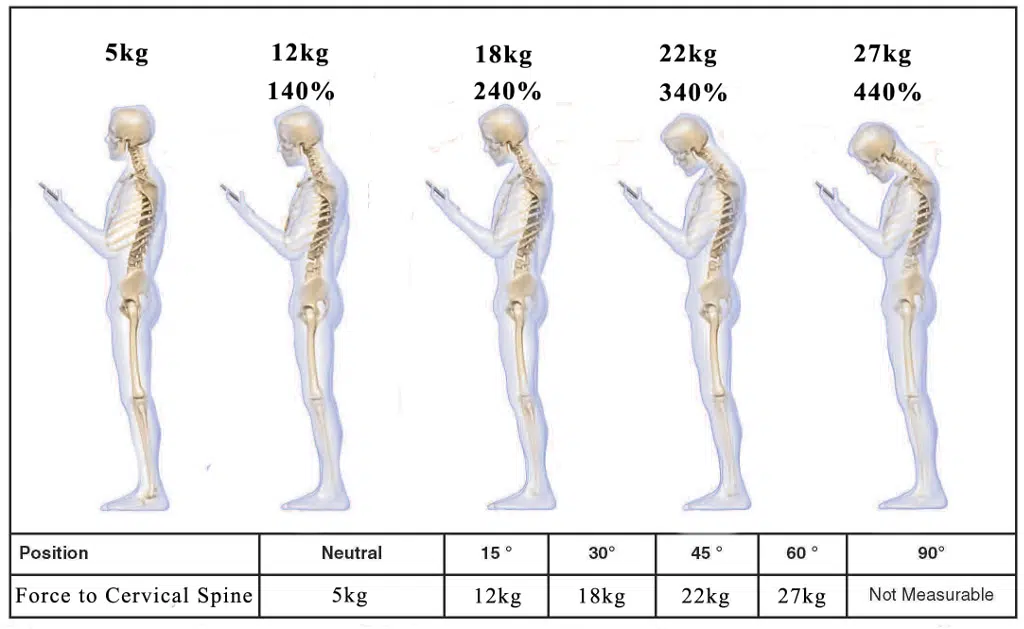 5kg 12kg 18kg 22kg 27kg
140% 240% 340% 440%
Position Neutral 15 ° 30° 45 ° 60 ° 90°
Force to Cervical Spine 5kg 12kg 18kg 22kg 27kg Not Measurable